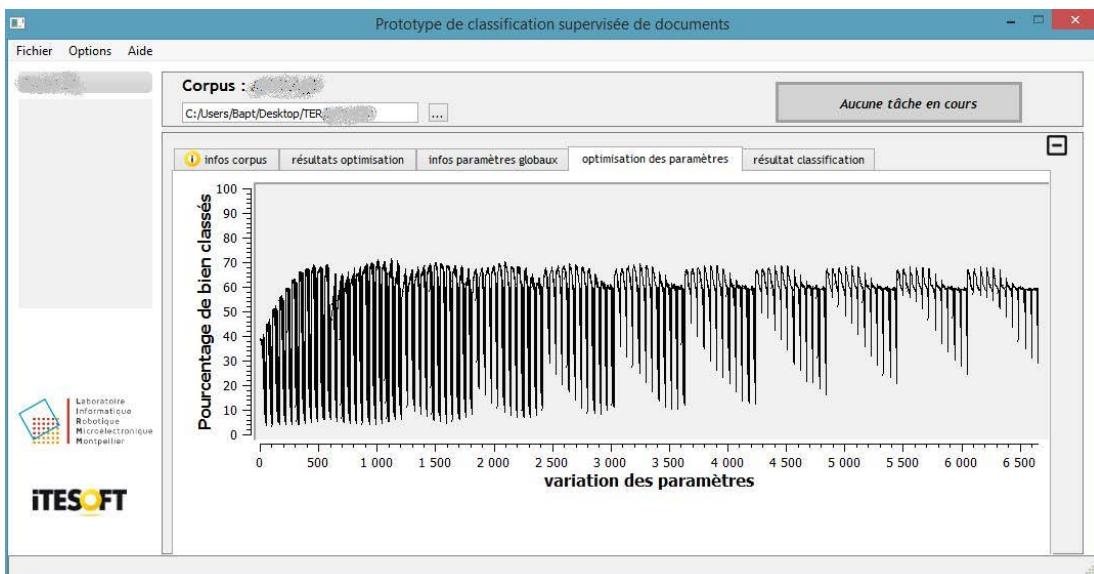 Prototype de classification supervisée de documents
Fichier Options Aide
Corpus :
C:/Users/Bapt/Desktop/TER
...
Aucune tâche en cours
infos corpus
résultats optimisation
infos paramètres globaux
optimisation des paramètres
résultat classification
Pourcentage de bien classés
100
90
80
70
60
50
40
30
20
10
0
0 500 1 000 1 500 2 000 2 500 3 000 3 500 4 000 4 500 5 000 5 500 6 000 6 500
variation des paramètres
Laboratoire
Informatique
Robotique
Microélectronique
Montpellier
iTESOFT